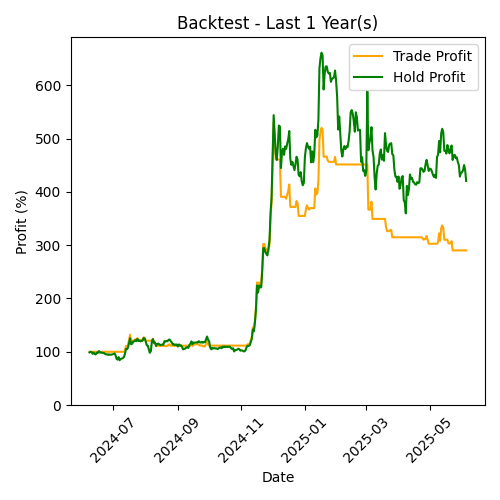 Backtest - Last 1 Year(s)
Trade Profit
Hold Profit
Profit (%)
600
500
400
300
200
100
0
2024-07
2024-09
2024-11
2025-01
2025-03
2025-05
Date